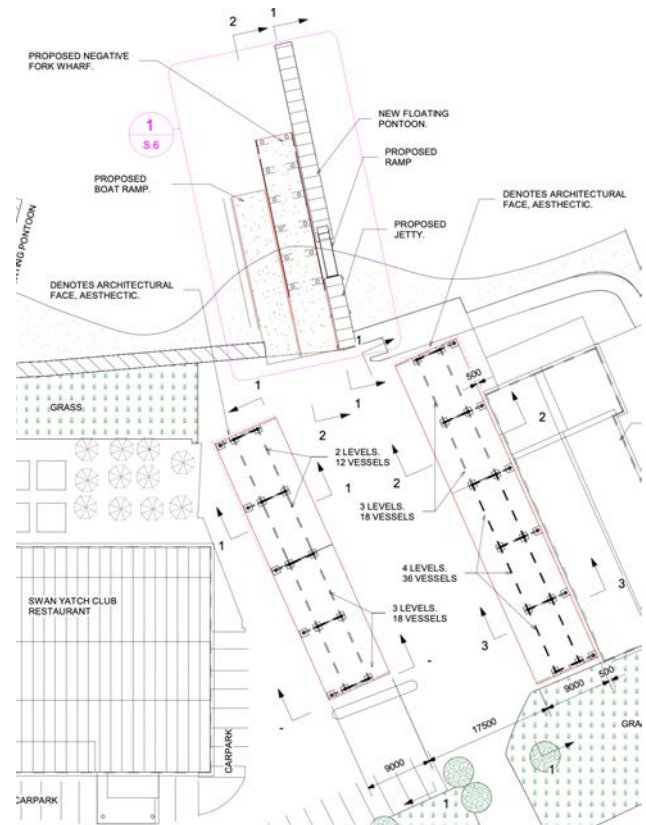 2
1
PROPOSED NEGATIVE
FORK WHARF.
1
S.6
NEW FLOATING
PONTOON.
PROPOSED
RAMP
PROPOSED
BOAT RAMP.
DENOTES ARCHITECTURAL
FACE, AESTHECTIC.
PROPOSED
JETTY.
PONTOON
DENOTES ARCHITECTURAL
FACE, AESTHECTIC.
1
500
1
1
GRASS
2
2
2 LEVELS.
12 VESSELS
2
1
3 LEVELS.
18 VESSELS
1
4 LEVELS.
36 VESSELS
SWAN YATCH CLUB
RESTAURANT
3
3 LEVELS.
18 VESSELS
3
-
-
9000
500
17500
CARPARK
9000
GRA
1
1
CARPARK